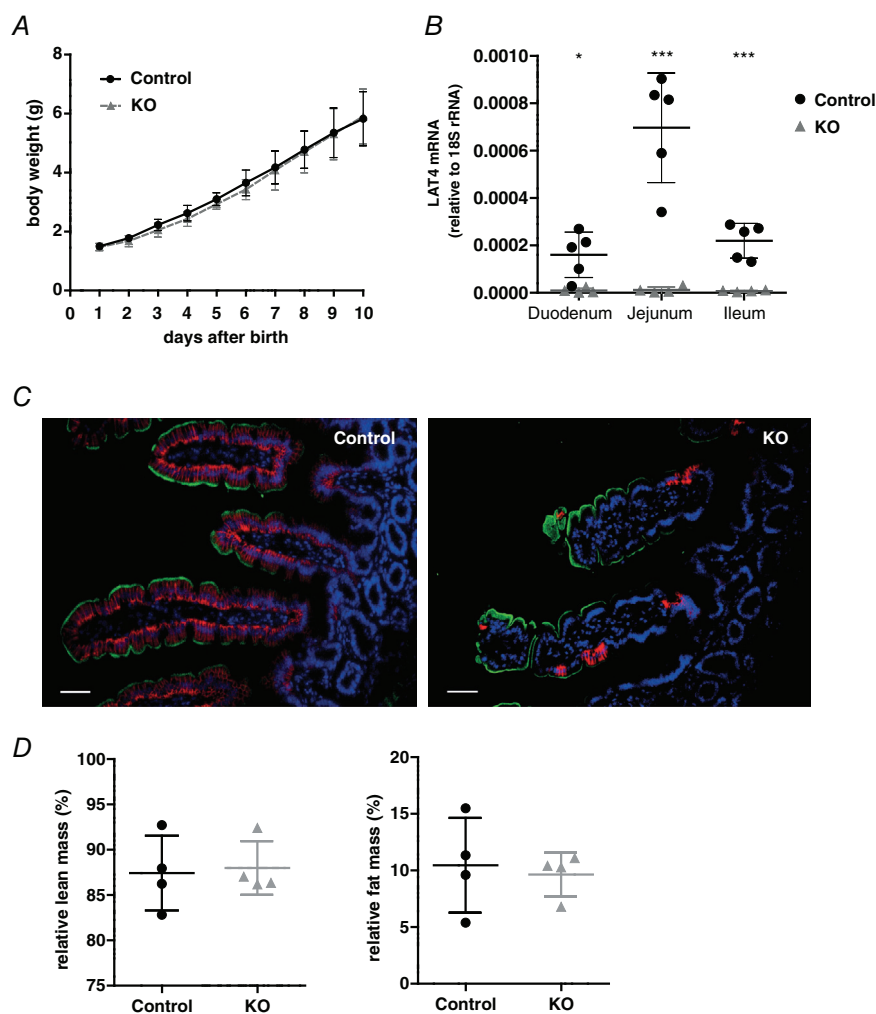 A
8
6
4
2
0
body weight (g)
Control
KO
0 1 2 3 4 5 6 7 8 9 10
days after birth
B
0.0010
0.0008
0.0006
0.0004
0.0002
0.0000
LAT4 mRNA
(relative to 18S rRNA)
* *** ***
Control
KO
Duodenum Jejunum Ileum
C
Control
KO
D
100
95
90
85
80
75
relative lean mass (%)
Control KO
20
15
10
5
0
relative fat mass (%)
Control KO